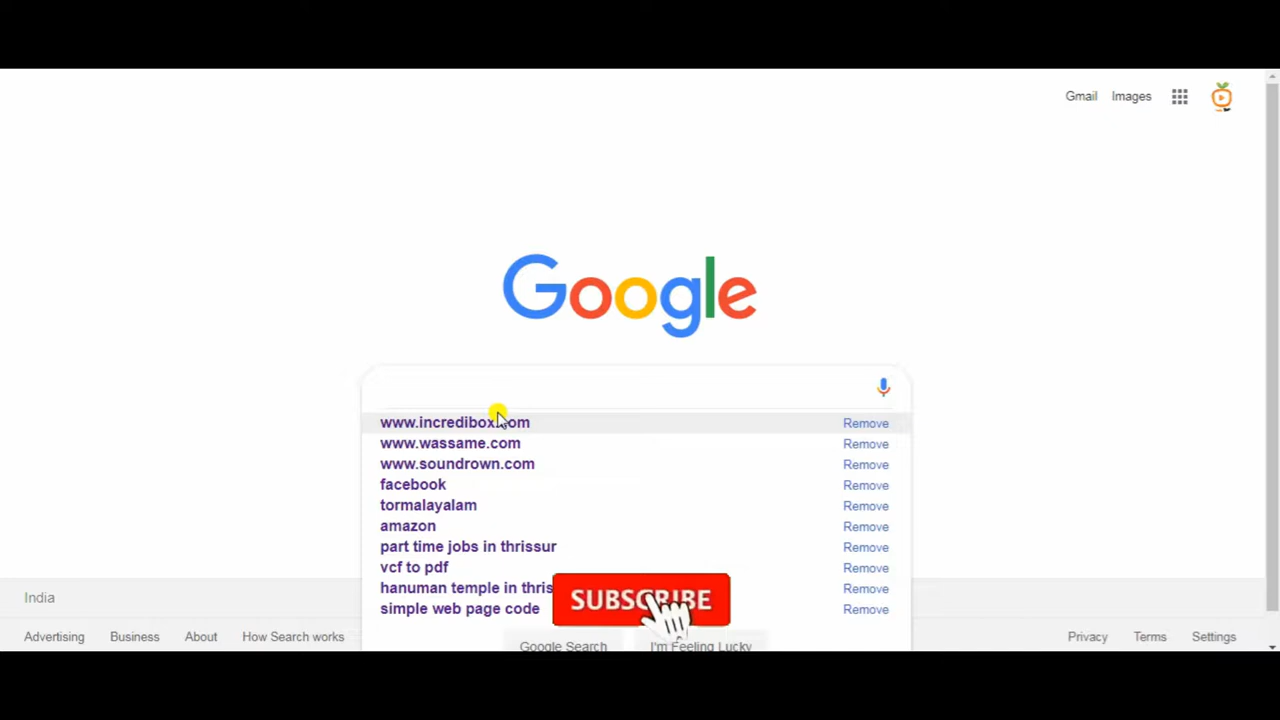 Gmail Images
Google
www.incredibox.com Remove
www.wassame.com Remove
www.soundrown.com Remove
facebook Remove
tormalayalam Remove
amazon Remove
part time jobs in thrissur Remove
vcf to pdf Remove
hanuman temple in thris Remove
simple web page code Remove
SUBSCRIBE
India
Advertising Business About How Search works Google Search I'm Feeling Lucky Privacy Terms Settings